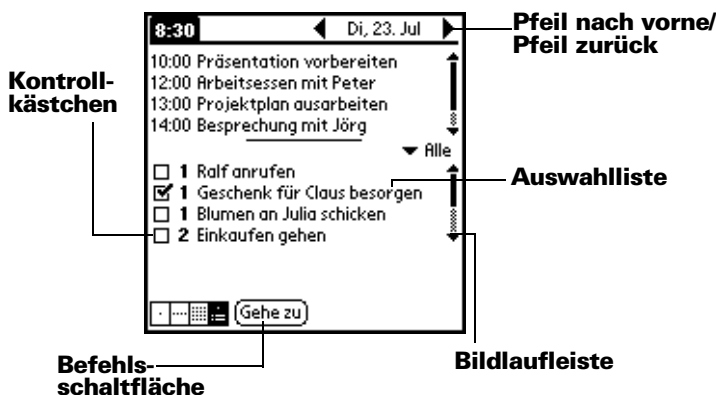 8:30 Di, 23. Jul
Pfeil nach vorne/
Pfeil zurück
10:00 Präsentation vorbereiten
12:00 Arbeitsessen mit Peter
13:00 Projektplan ausarbeiten
14:00 Besprechung mit Jörg
Kontroll-
kästchen
Alle
1 Ralf anrufen
1 Geschenk für Claus besorgen
1 Blumen an Julia schicken
2 Einkaufen gehen
Auswahlliste
Gehe zu
Bildlaufleiste
Befehls-
schaltfläche